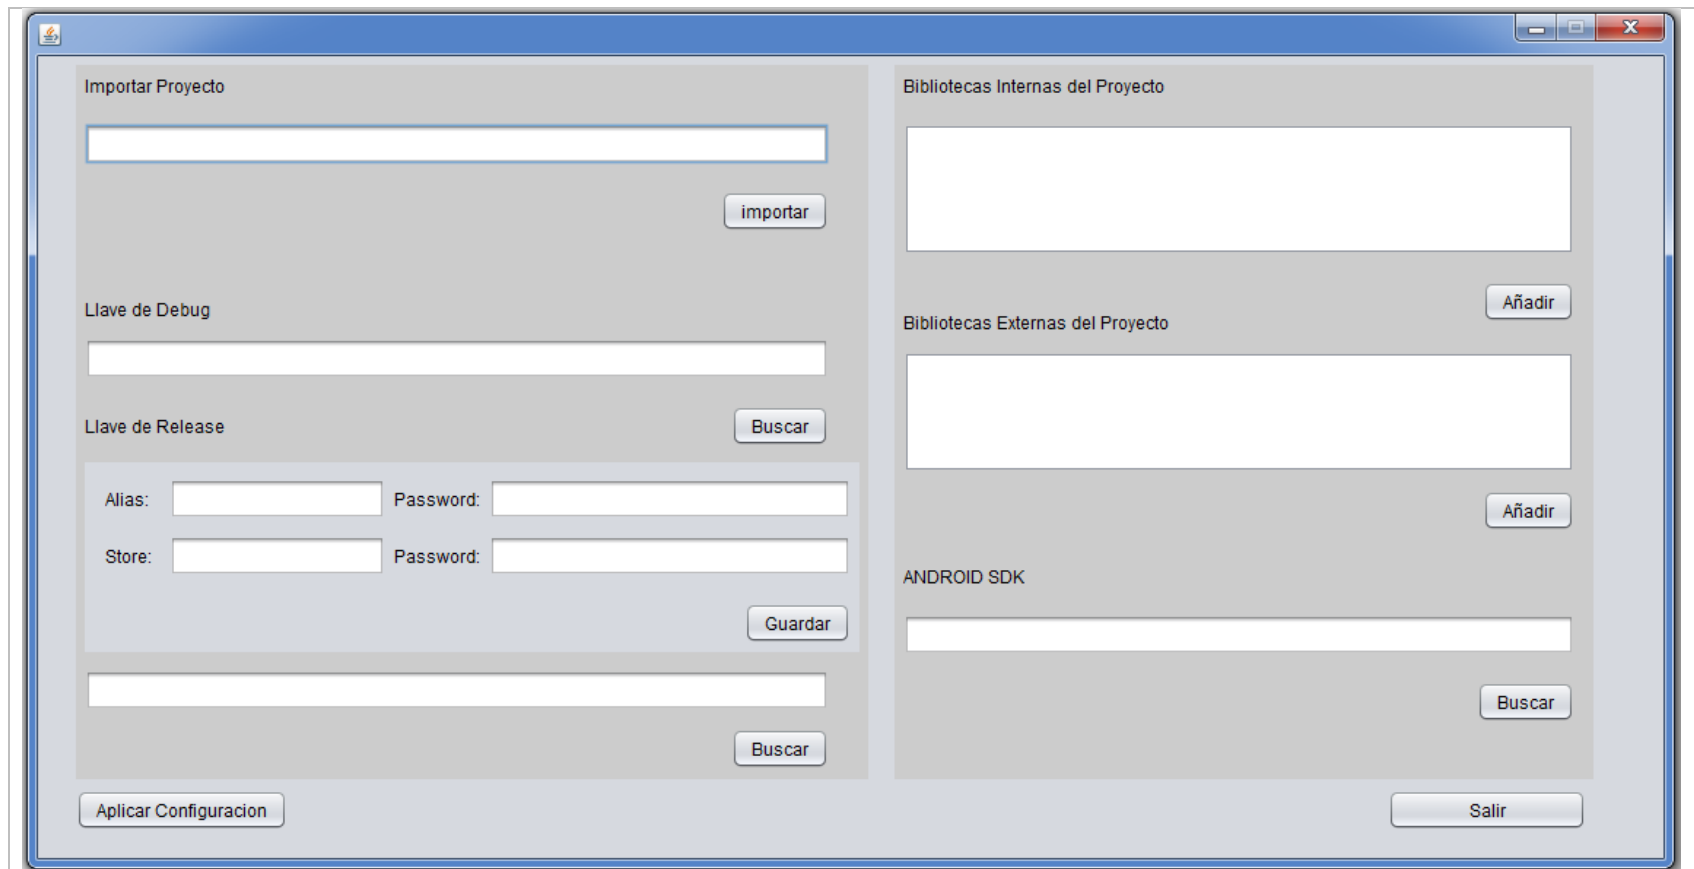 Importar Proyecto
importar
Llave de Debug
Llave de Release
Buscar
Alias:
Password:
Store:
Password:
Guardar
Buscar
Aplicar Configuracion
Bibliotecas Internas del Proyecto
Añadir
Bibliotecas Externas del Proyecto
Añadir
ANDROID SDK
Buscar
Salir